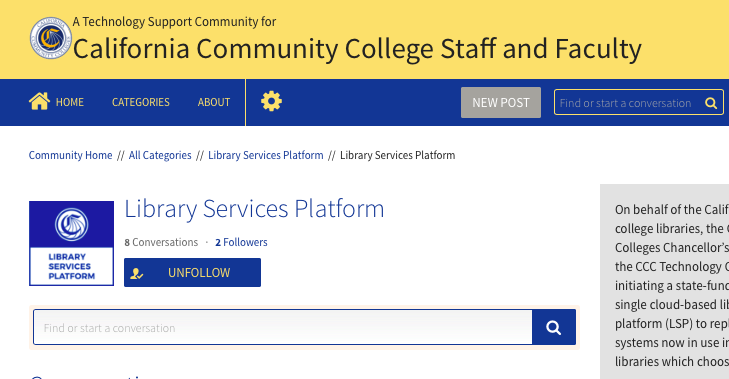 A Technology Support Community for
California Community College Staff and Faculty
HOME CATEGORIES ABOUT NEW POST Find or start a conversation
Community Home // All Categories // Library Services Platform // Library Services Platform
LIBRARY
SERVICES
PLATFORM
Library Services Platform
8 Conversations · 2 Followers
UNFOLLOW
Find or start a conversation
On behalf of the Calif
college libraries, the
Colleges Chancellor's
the CCC Technology
initiating a state-fun
single cloud-based lib
platform (LSP) to repl
systems now in use in
libraries which choos